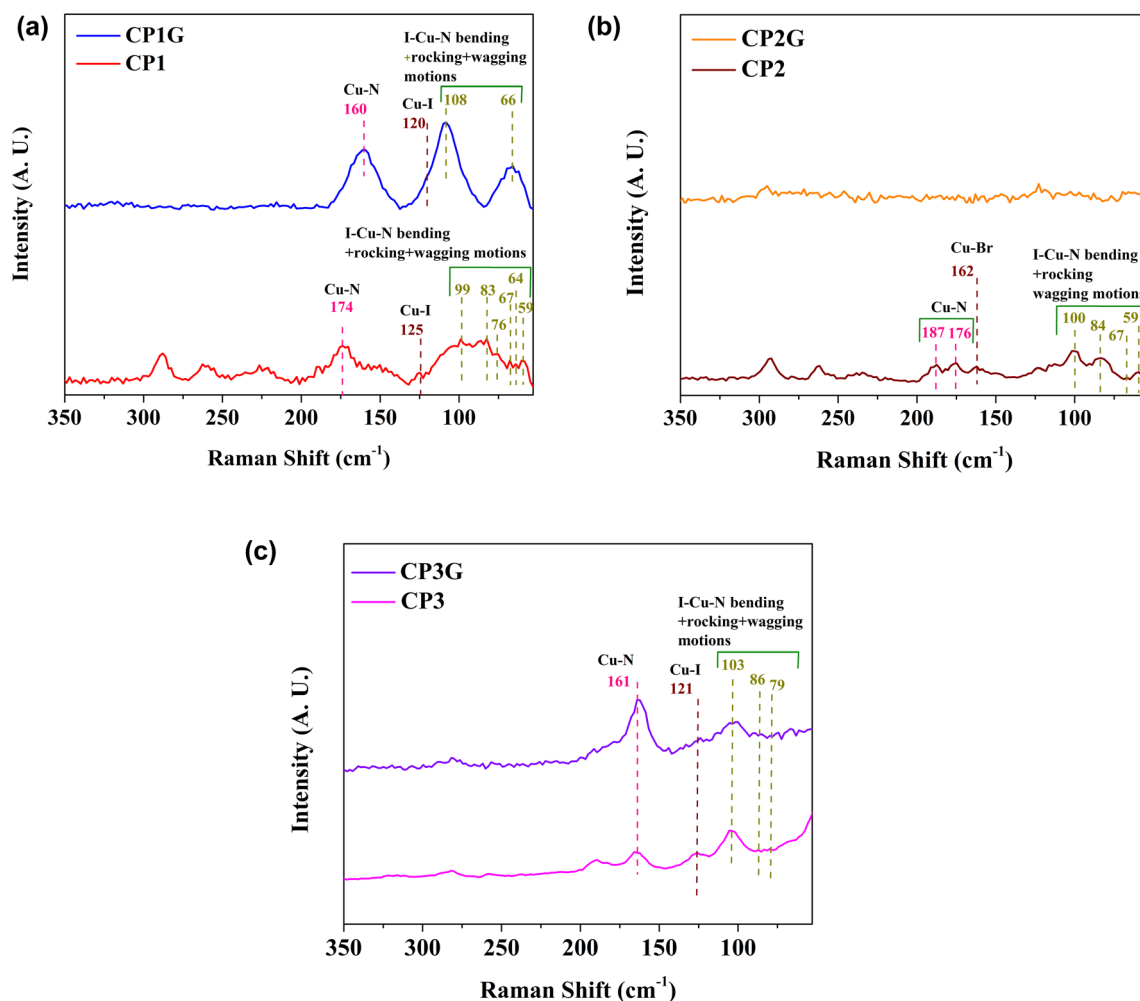 (a)
CP1G
CP1
I-Cu-N bending
+rocking+wagging
motions
Cu-N
160
Cu-I
120
108
66
I-Cu-N bending
+rocking+wagging motions
Cu-N
174
Cu-I
125
99
83
76
67
64
59
Intensity (A. U.)
350 300 250 200 150 100
Raman Shift (cm-1)
(b)
CP2G
CP2
Cu-Br
162
Cu-N
187 176
I-Cu-N bending
+rocking
wagging motions
100
84
67
59
Intensity (A. U.)
350 300 250 200 150 100
Raman Shift (cm-1)
(c)
CP3G
CP3
I-Cu-N bending
+rocking+wagging
motions
Cu-N
161
Cu-I
121
103
86
79
Intensity (A. U.)
350 300 250 200 150 100
Raman Shift (cm-1)